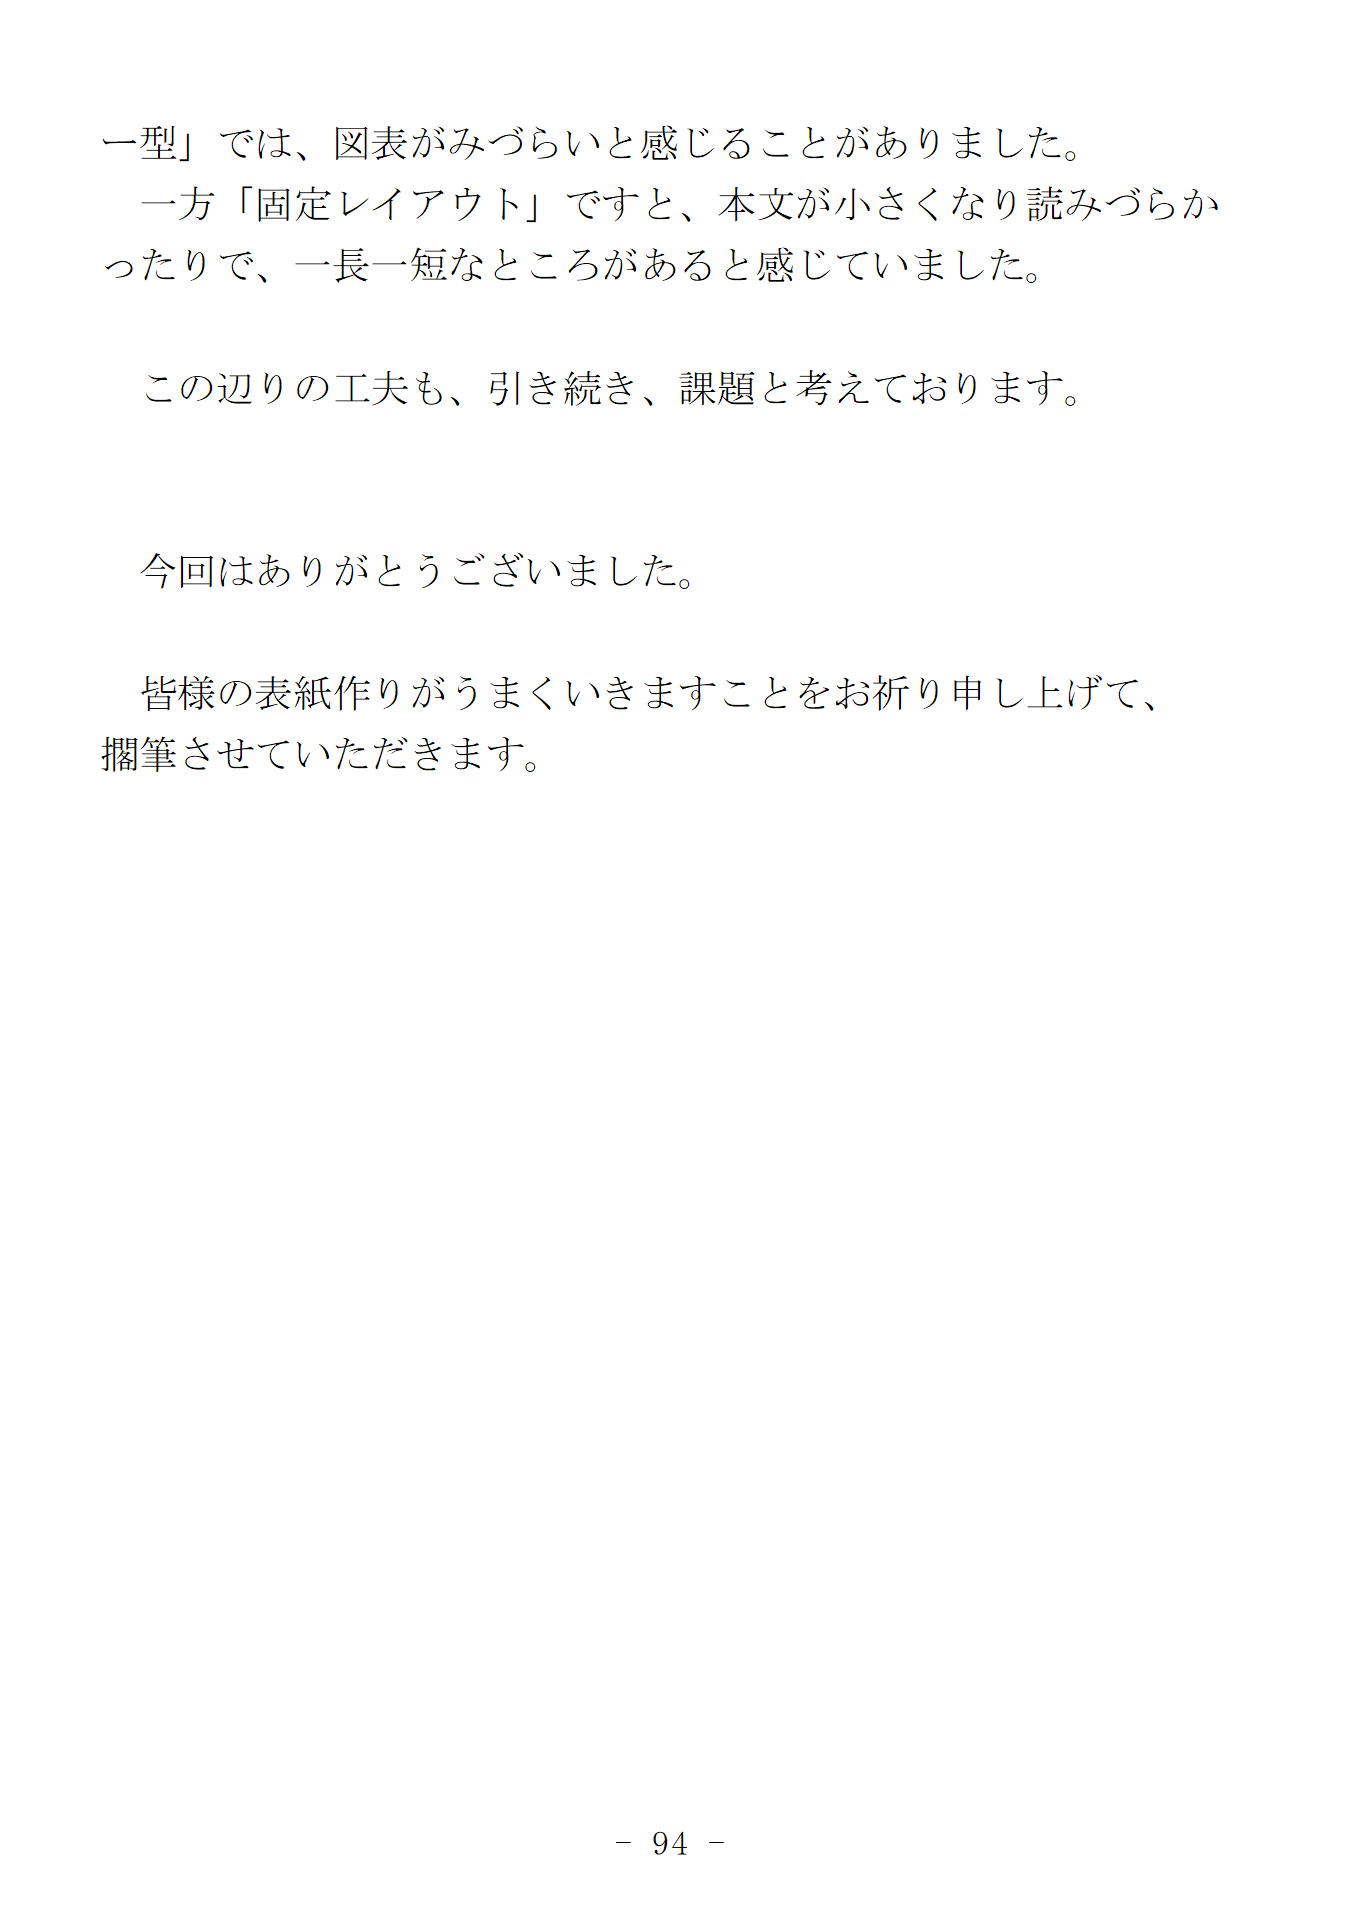 ー型」では、図表がみづらいと感じることがありました。
　一方「固定レイアウト」ですと、本文が小さくなり読みづらか
ったりで、一長一短なところがあると感じていました。
　この辺りの工夫も、引き続き、課題と考えております。
　今回はありがとうございました。
　皆様の表紙作りがうまくいきますことをお祈り申し上げて、
擱筆させていただきます。
- 94 -